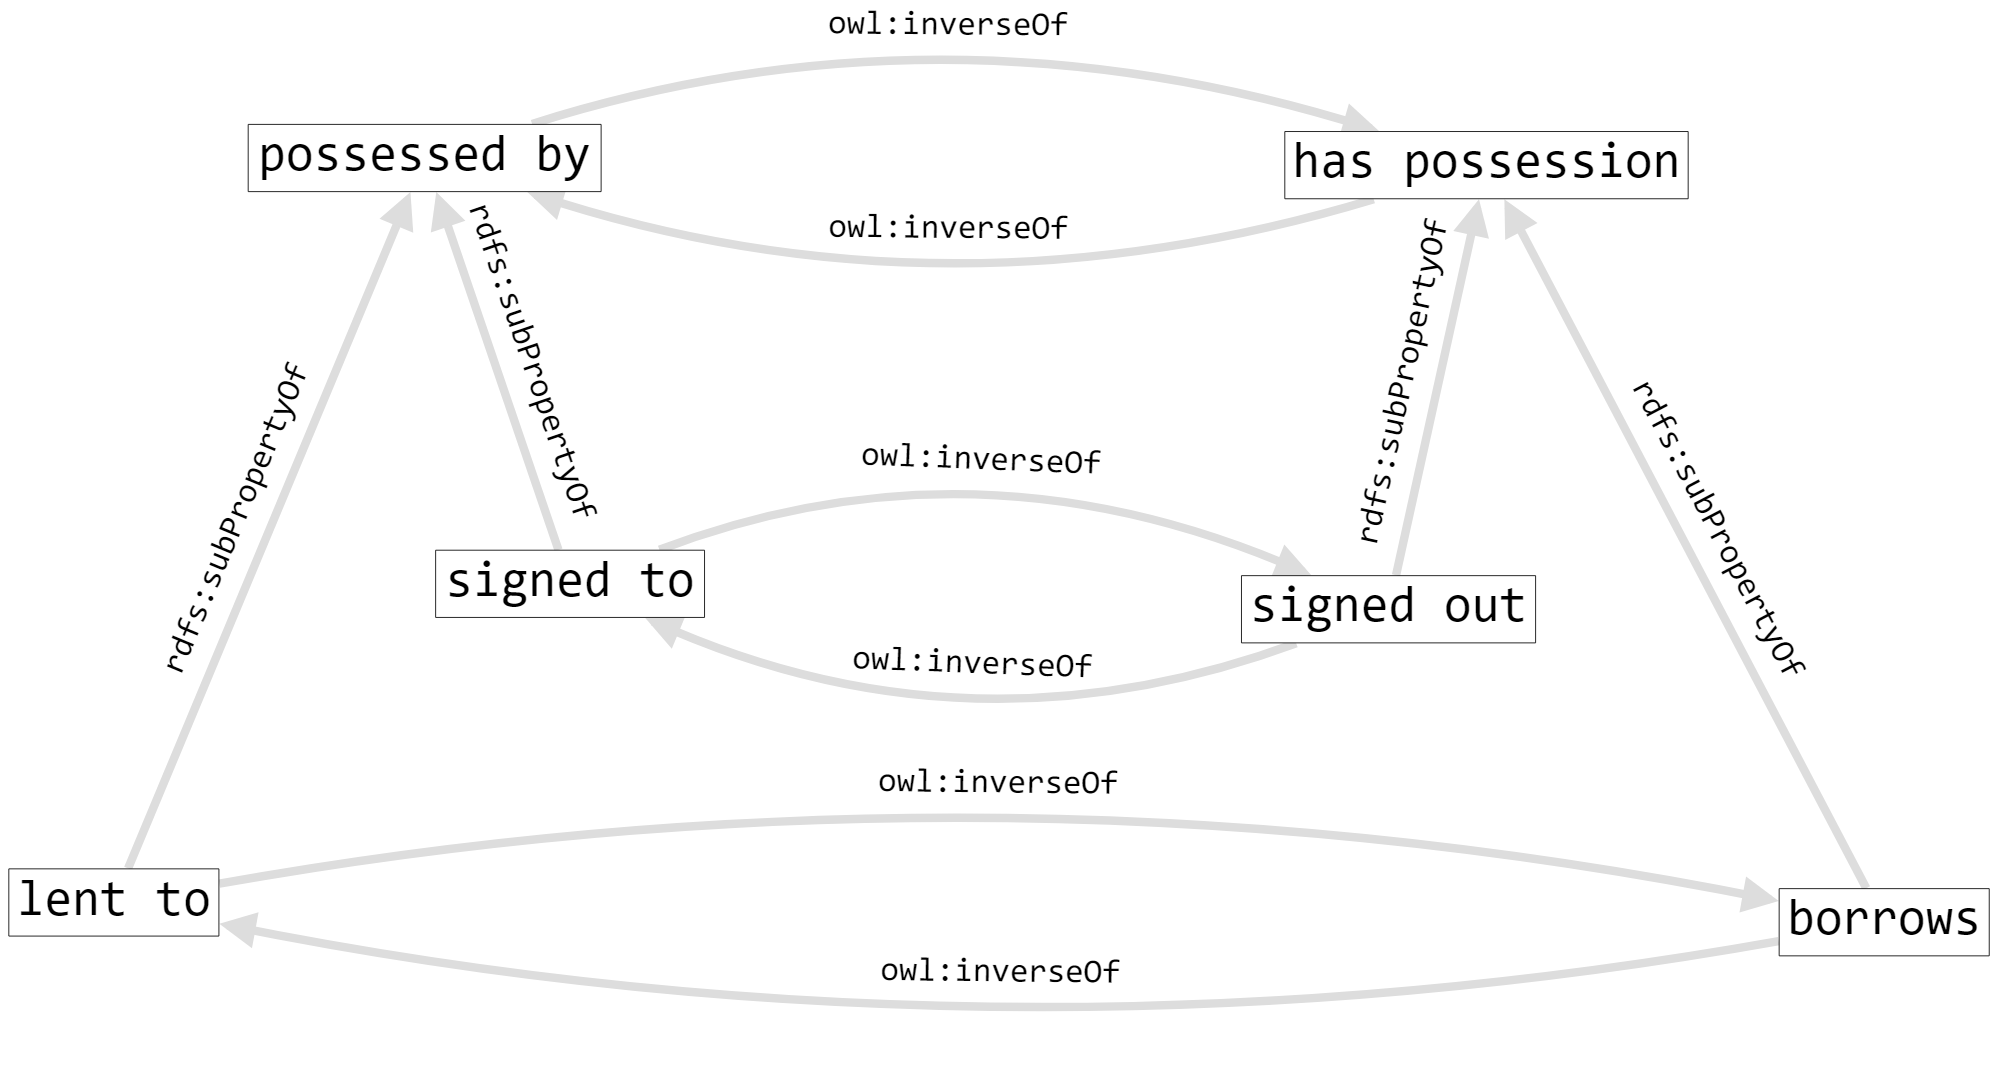 owl:inverseOf
possessed by
has possession
owl:inverseOf
rdfs:subPropertyOf
rdfs:subPropertyOf
rdfs:subPropertyOf
rdfs:subPropertyOf
owl:inverseOf
signed to
signed out
owl:inverseOf
owl:inverseOf
lent to
borrows
owl:inverseOf